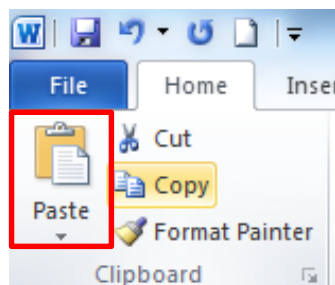 W
File Home Inser
Cut
Copy
Paste
Format Painter
Clipboard